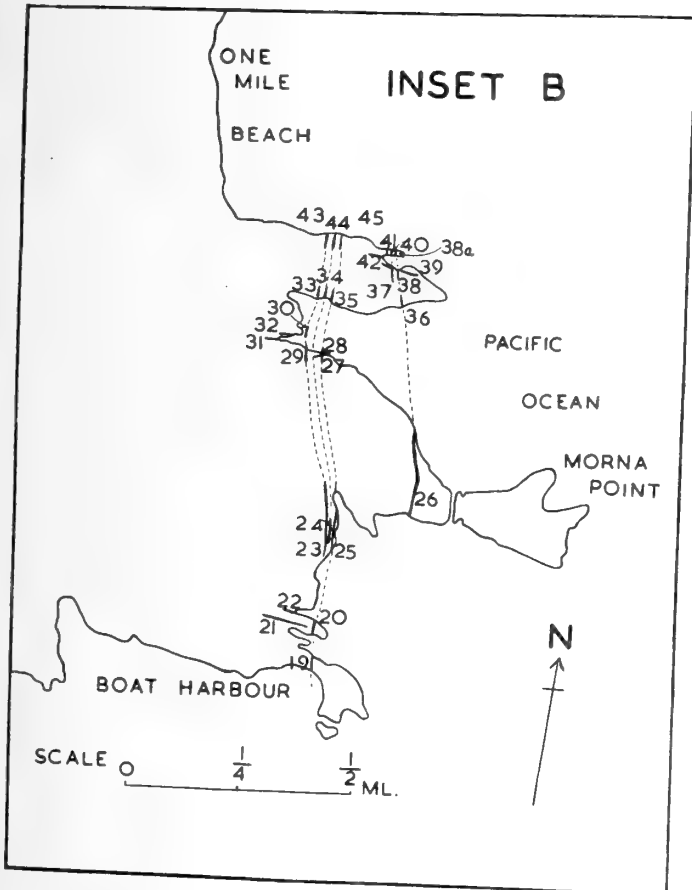 ONE
MILE
BEACH
INSET B
43 44 45
41 40 38a
42 39
33 34 35 37 38 36
30
32
31 29 28
27
PACIFIC
OCEAN
MORNA
POINT
26
24
23 25
22 20
21
19
BOAT HARBOUR
N
SCALE 0 1/4 1/2 ML.